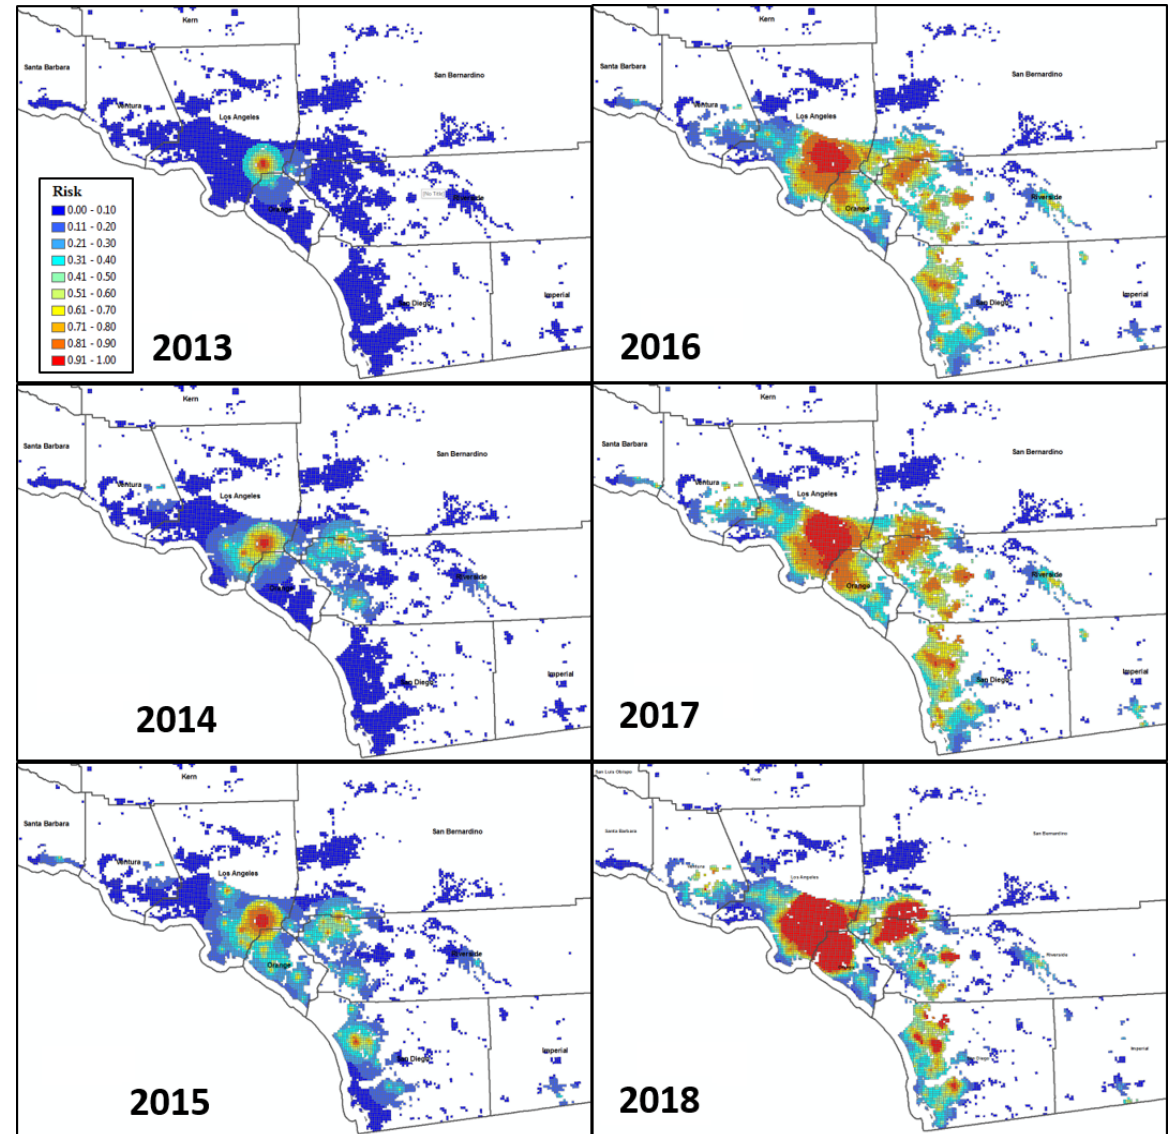 Kern
Santa Barbara
San Bernardino
Ventura
Los Angeles
Riverside
Orange
San Diego
Imperial
Risk
0.00 - 0.10
0.11 - 0.20
0.21 - 0.30
0.31 - 0.40
0.41 - 0.50
0.51 - 0.60
0.61 - 0.70
0.71 - 0.80
0.81 - 0.90
0.91 - 1.00
2013
Kern
Santa Barbara
San Bernardino
Ventura
Los Angeles
Riverside
Orange
San Diego
Imperial
2016
Kern
Santa Barbara
San Bernardino
Ventura
Los Angeles
Riverside
Orange
San Diego
Imperial
2014
Kern
Santa Barbara
San Bernardino
Ventura
Los Angeles
Riverside
Orange
San Diego
Imperial
2017
Kern
Santa Barbara
San Bernardino
Ventura
Los Angeles
Riverside
Orange
San Diego
Imperial
2015
San Luis Obispo
Kern
Santa Barbara
San Bernardino
Ventura
Los Angeles
Riverside
Orange
San Diego
Imperial
2018